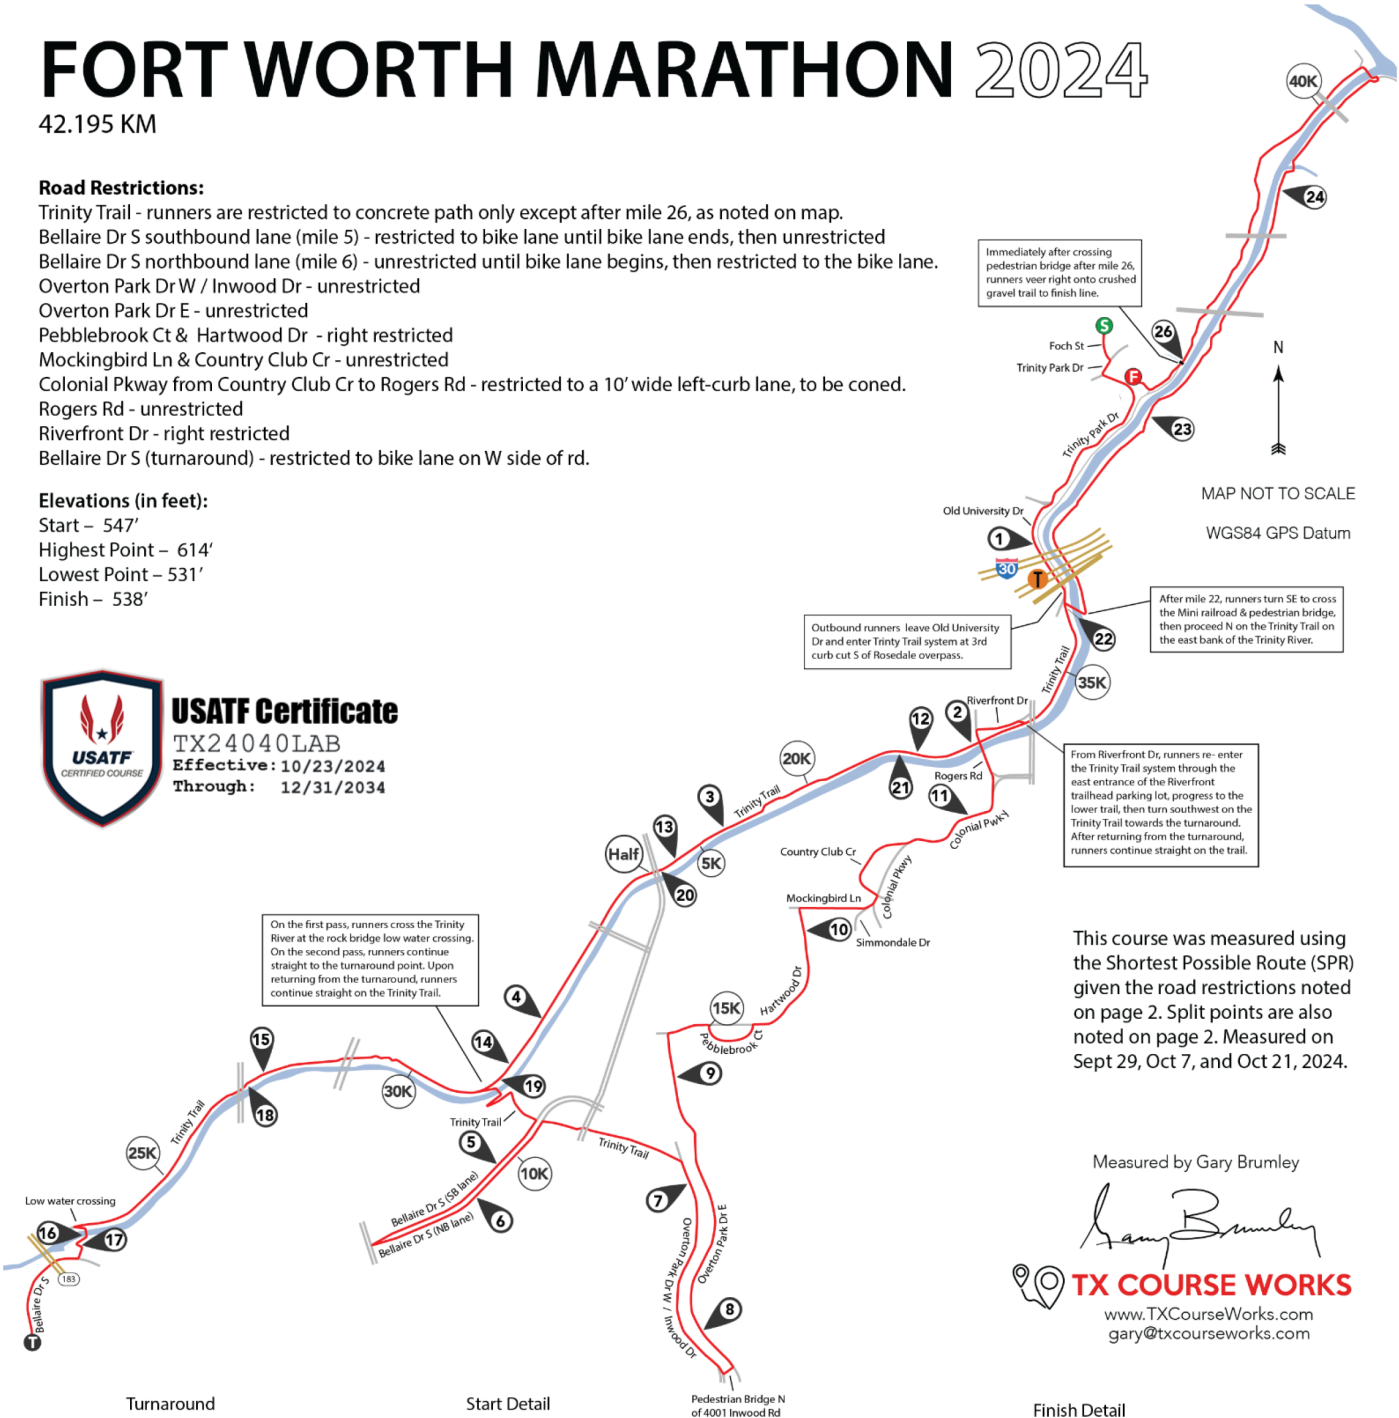 FORT WORTH MARATHON 2024
42.195 KM
Road Restrictions:
Trinity Trail - runners are restricted to concrete path only except after mile 26, as noted on map.
Bellaire Dr S southbound lane (mile 5) - restricted to bike lane until bike lane ends, then unrestricted
Bellaire Dr S northbound lane (mile 6) - unrestricted until bike lane begins, then restricted to the bike lane.
Overton Park Dr W / Inwood Dr - unrestricted
Overton Park Dr E - unrestricted
Pebblebrook Ct & Hartwood Dr - right restricted
Mockingbird Ln & Country Club Cr - unrestricted
Colonial Pkway from Country Club Cr to Rogers Rd - restricted to a 10' wide left-curb lane, to be coned.
Rogers Rd - unrestricted
Riverfront Dr - right restricted
Bellaire Dr S (turnaround) - restricted to bike lane on W side of rd.
Elevations (in feet):
Start – 547'
Highest Point – 614'
Lowest Point – 531'
Finish – 538'
USATF
CERTIFIED COURSE
USATF Certificate
TX24040LAB
Effective: 10/23/2024
Through: 12/31/2034
40K
24
Immediately after crossing
pedestrian bridge after mile 26,
runners veer right onto crushed
gravel trail to finish line.
S
26
Foch St
Trinity Park Dr
F
N
23
Trinity Park Dr
MAP NOT TO SCALE
WGS84 GPS Datum
Old University Dr
1
30
T
After mile 22, runners turn SE to cross
the Mini railroad & pedestrian bridge,
then proceed N on the Trinity Trail on
the east bank of the Trinity River.
Outbound runners leave Old University
Dr and enter Trinty Trail system at 3rd
curb cut S of Rosedale overpass.
22
Trinity Trail
35K
Riverfront Dr
2
12
20K
21
Rogers Rd
11
From Riverfront Dr, runners re- enter
the Trinity Trail system through the
east entrance of the Riverfront
trailhead parking lot, progress to the
lower trail, then turn southwest on the
Trinity Trail towards the turnaround.
After returning from the turnaround,
runners continue straight on the trail.
3
Trinity Trail
13
5K
Half
20
Colonial Pwky
Country Club Cr
Colonial Pkwy
Mockingbird Ln
10
Simmondale Dr
On the first pass, runners cross the Trinity
River at the rock bridge low water crossing.
On the second pass, runners continue
straight to the turnaround point. Upon
returning from the turnaround, runners
continue straight on the Trinity Trail.
4
14
19
15K
Hartwood Dr
Pebblebrook Ct
9
15
30K
18
Trinity Trail
25K
Trinity Trail
5
10K
Trinity Trail
Bellaire Dr S (SB lane)
6
Bellaire Dr S (NB lane)
7
Overton Park Dr W / Inwood Dr
Overton Park Dr E
8
Low water crossing
16
17
183
Bellaire Dr S
T
Pedestrian Bridge N
of 4001 Inwood Rd
This course was measured using
the Shortest Possible Route (SPR)
given the road restrictions noted
on page 2. Split points are also
noted on page 2. Measured on
Sept 29, Oct 7, and Oct 21, 2024.
Measured by Gary Brumley
Gary Brumley
TX COURSE WORKS
www.TXCourseWorks.com
gary@txcourseworks.com
Turnaround
Start Detail
Finish Detail